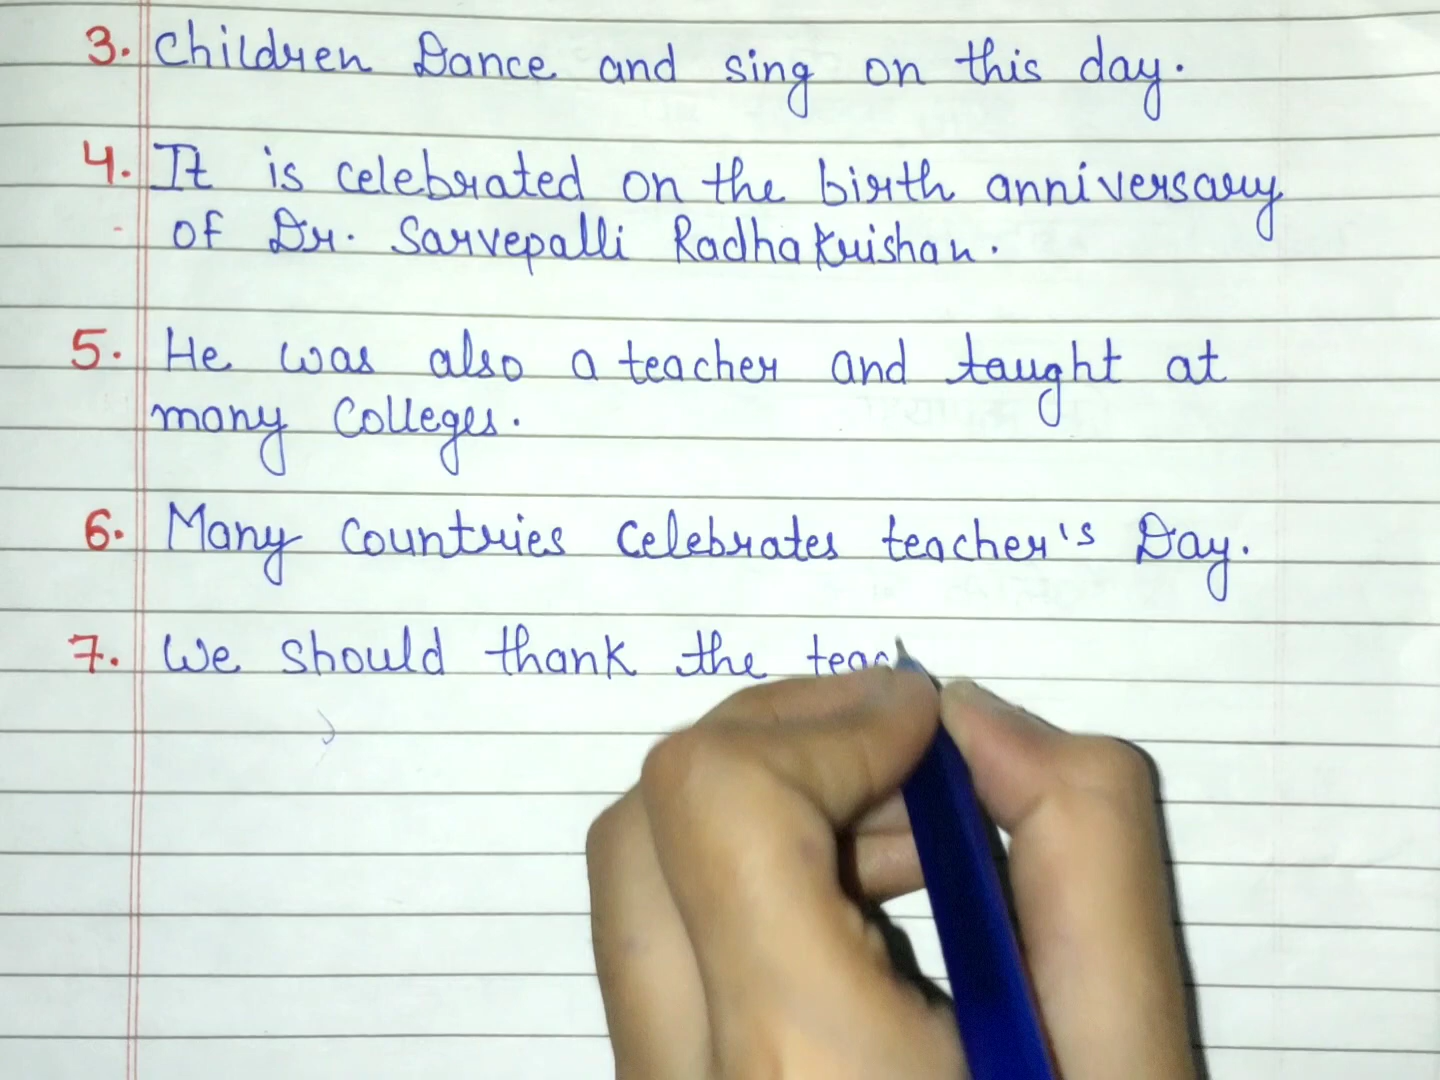 3. Children Dance and sing on this day.
4. It is celebrated on the birth anniversary
of Dr. Sarvepalli Radhakrishan.
5. He was also a teacher and taught at
many Colleges.
6. Many Countries Celebrates teacher's Day.
7. We should thank the teac